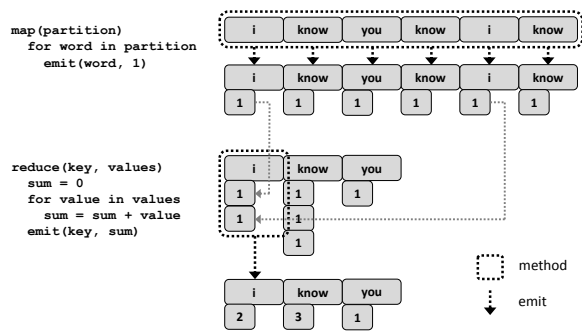 map(partition)
for word in partition
emit(word, 1)
i know you know i know
i know you know i know
1 1 1 1 1 1
reduce(key, values)
sum = 0
for value in values
sum = sum + value
emit(key, sum)
i know you
1 1 1
1 1
1
method
emit
i know you
2 3 1